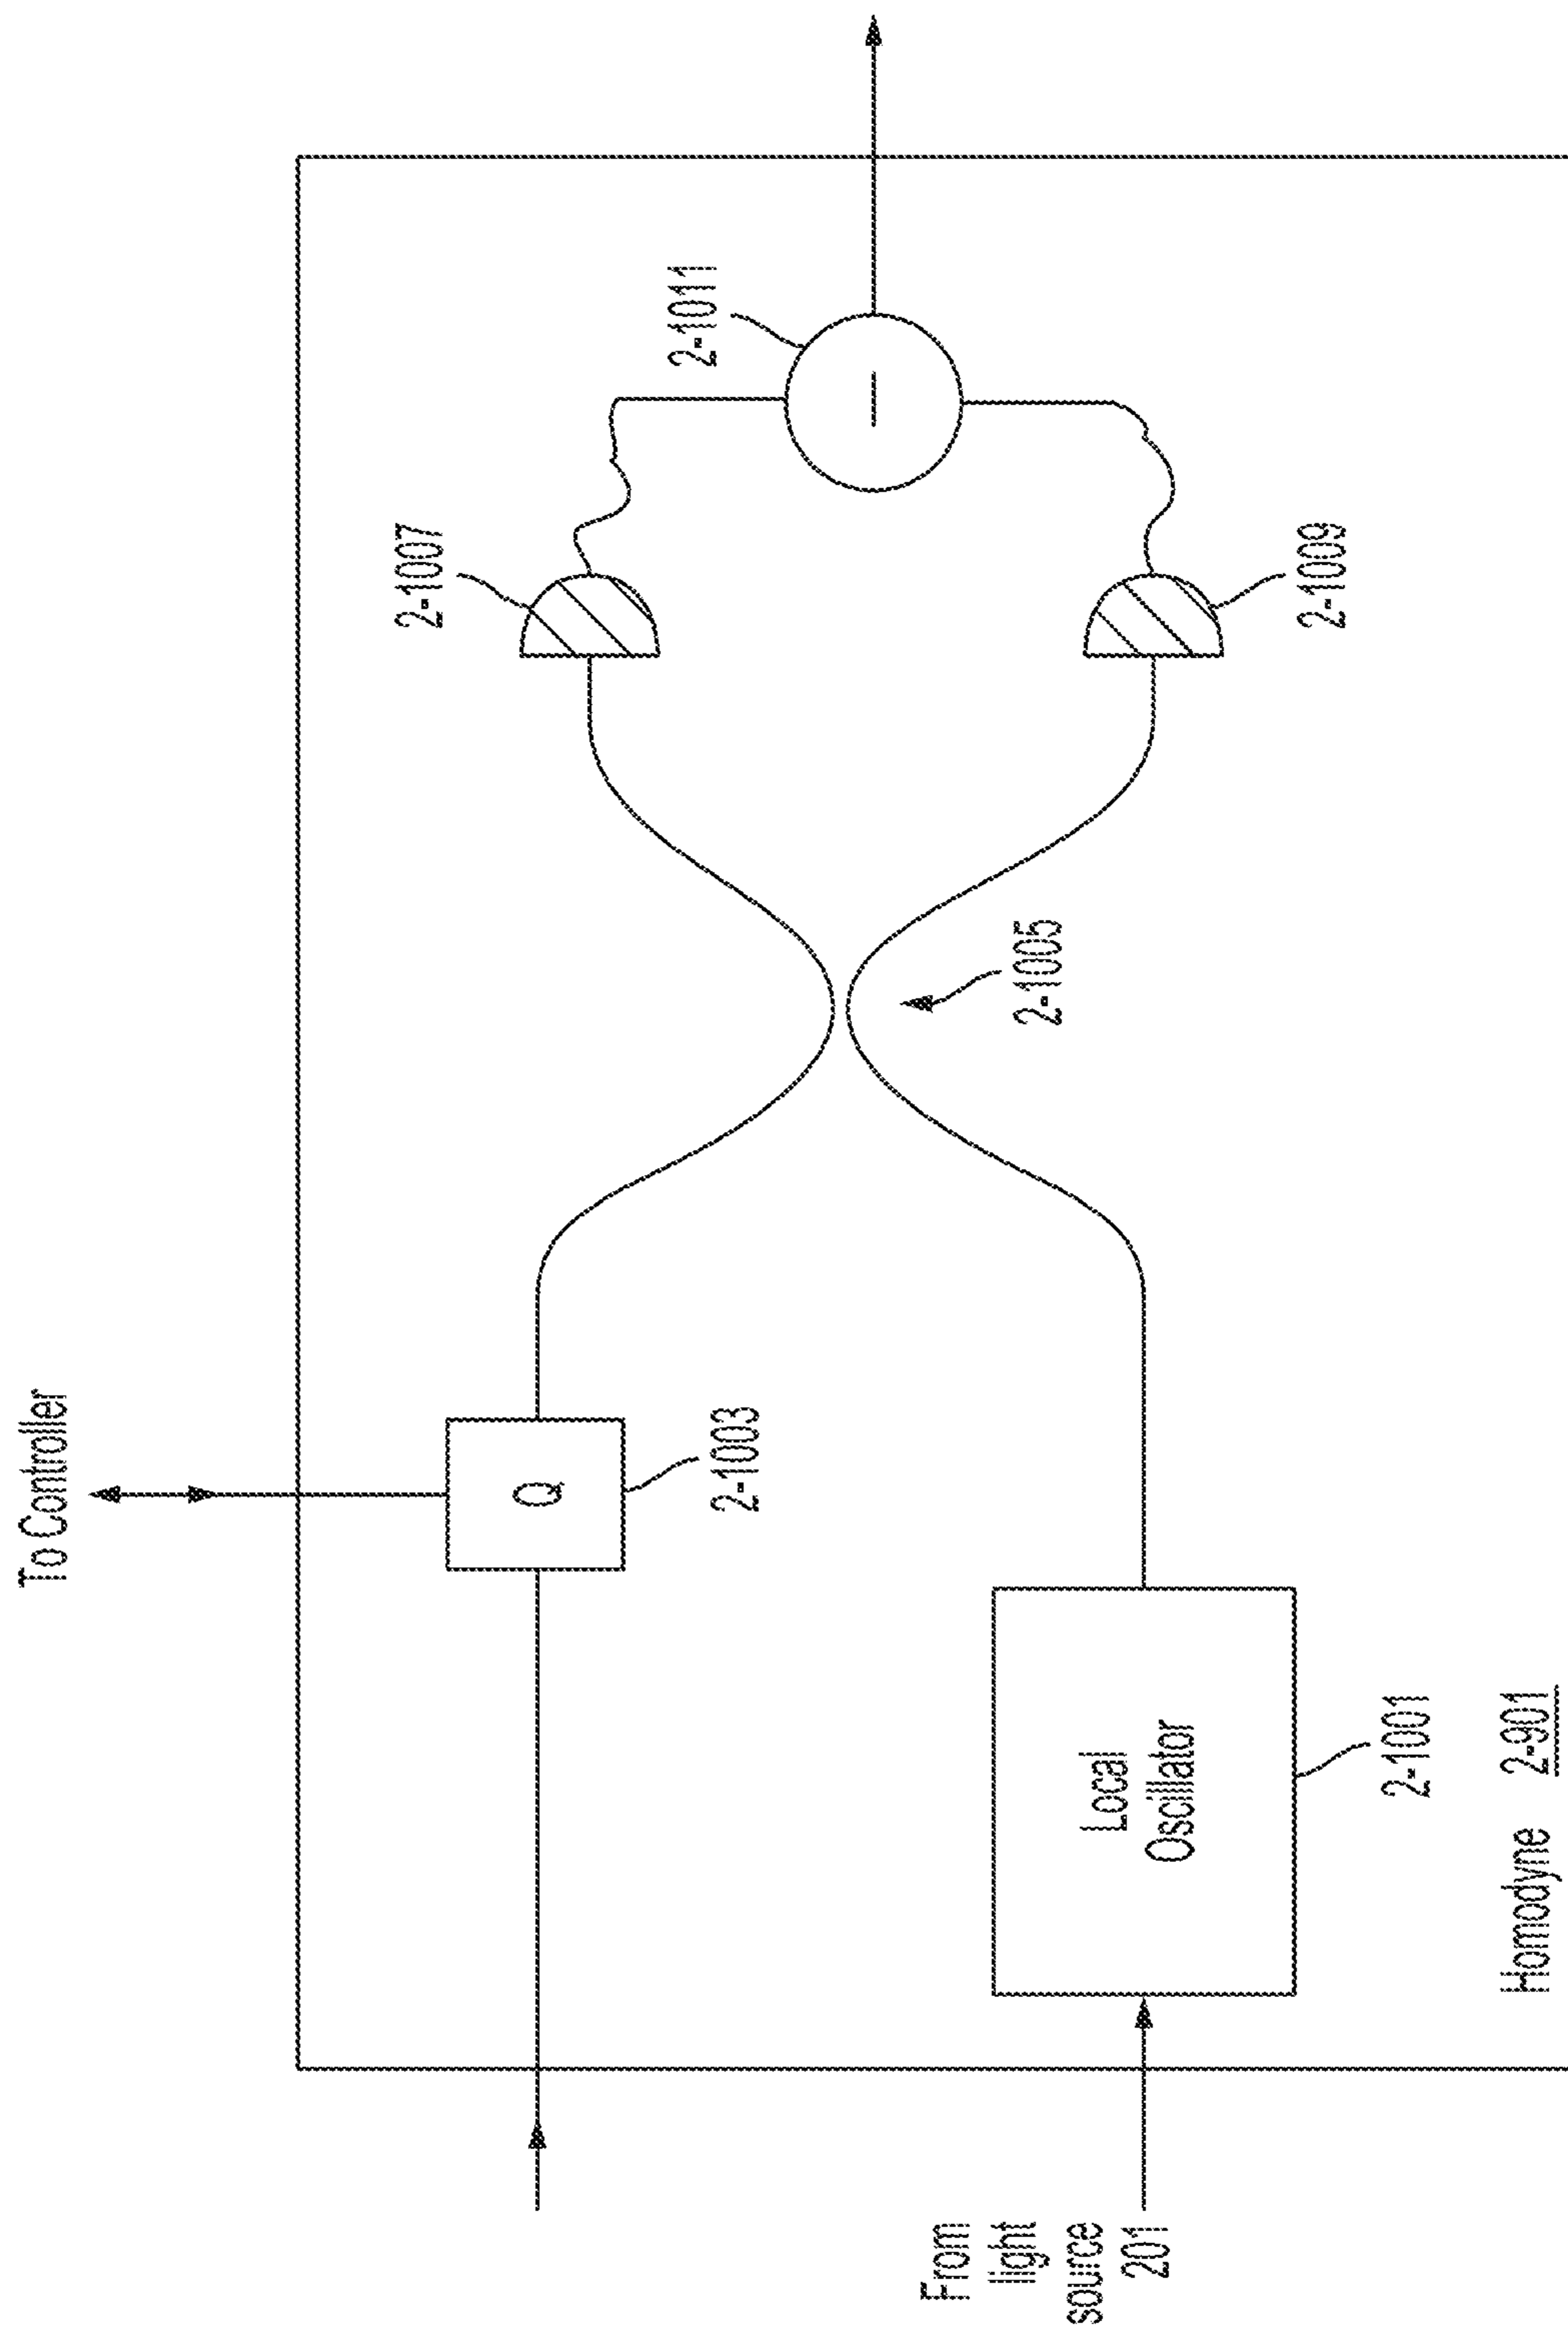 To Controller
Q
2-1003
2-1007
2-1011
2-1005
2-1009
Local
Oscillator
2-1001
From
light
source
201
Homodyne 2-901